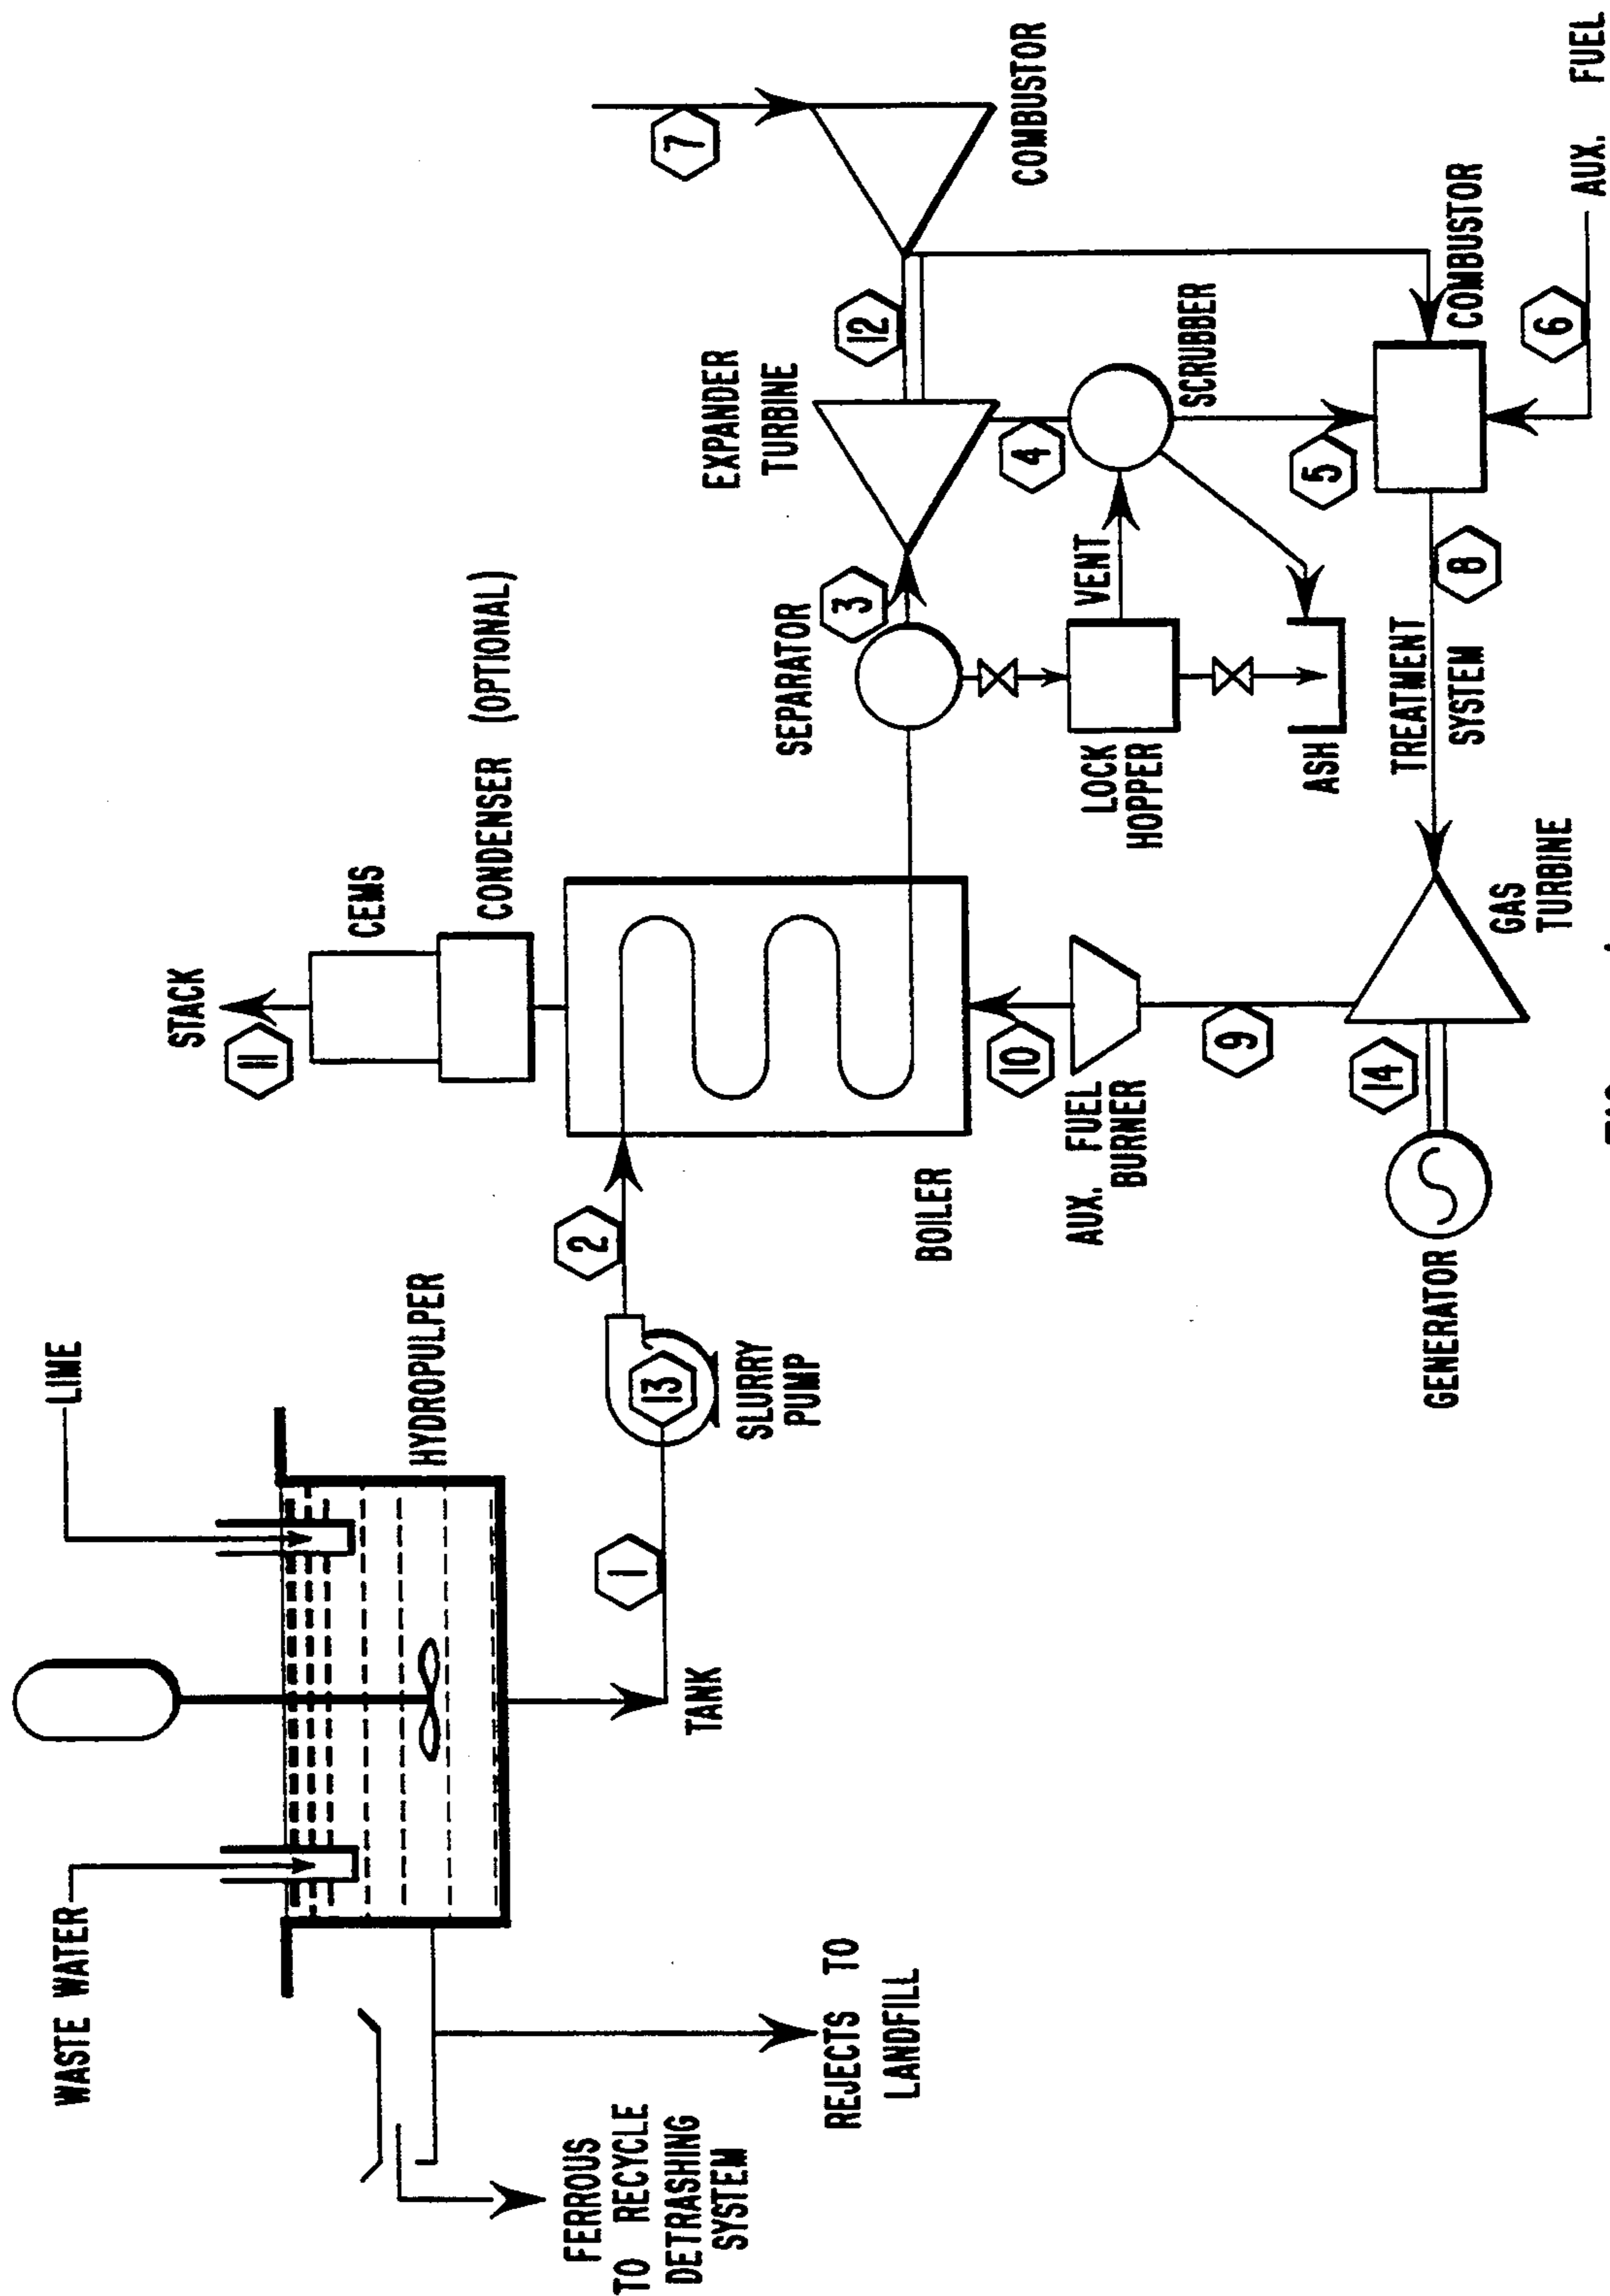 WASTE WATER
LIME
HYDROPULPER
FERROUS
TO RECYCLE
DETRASHING
SYSTEM
REJECTS TO
LANDFILL
TANK
1
13
SLURRY
PUMP
2
STACK
11
CEMS
CONDENSER (OPTIONAL)
BOILER
SEPARATOR
3
EXPANDER
TURBINE
12
7
COMBUSTOR
4
SCRUBBER
VENT
LOCK
HOPPER
ASH
5
COMBUSTOR
6
AUX. FUEL
8
TREATMENT
SYSTEM
GAS
TURBINE
14
GENERATOR
9
AUX. FUEL
BURNER
10